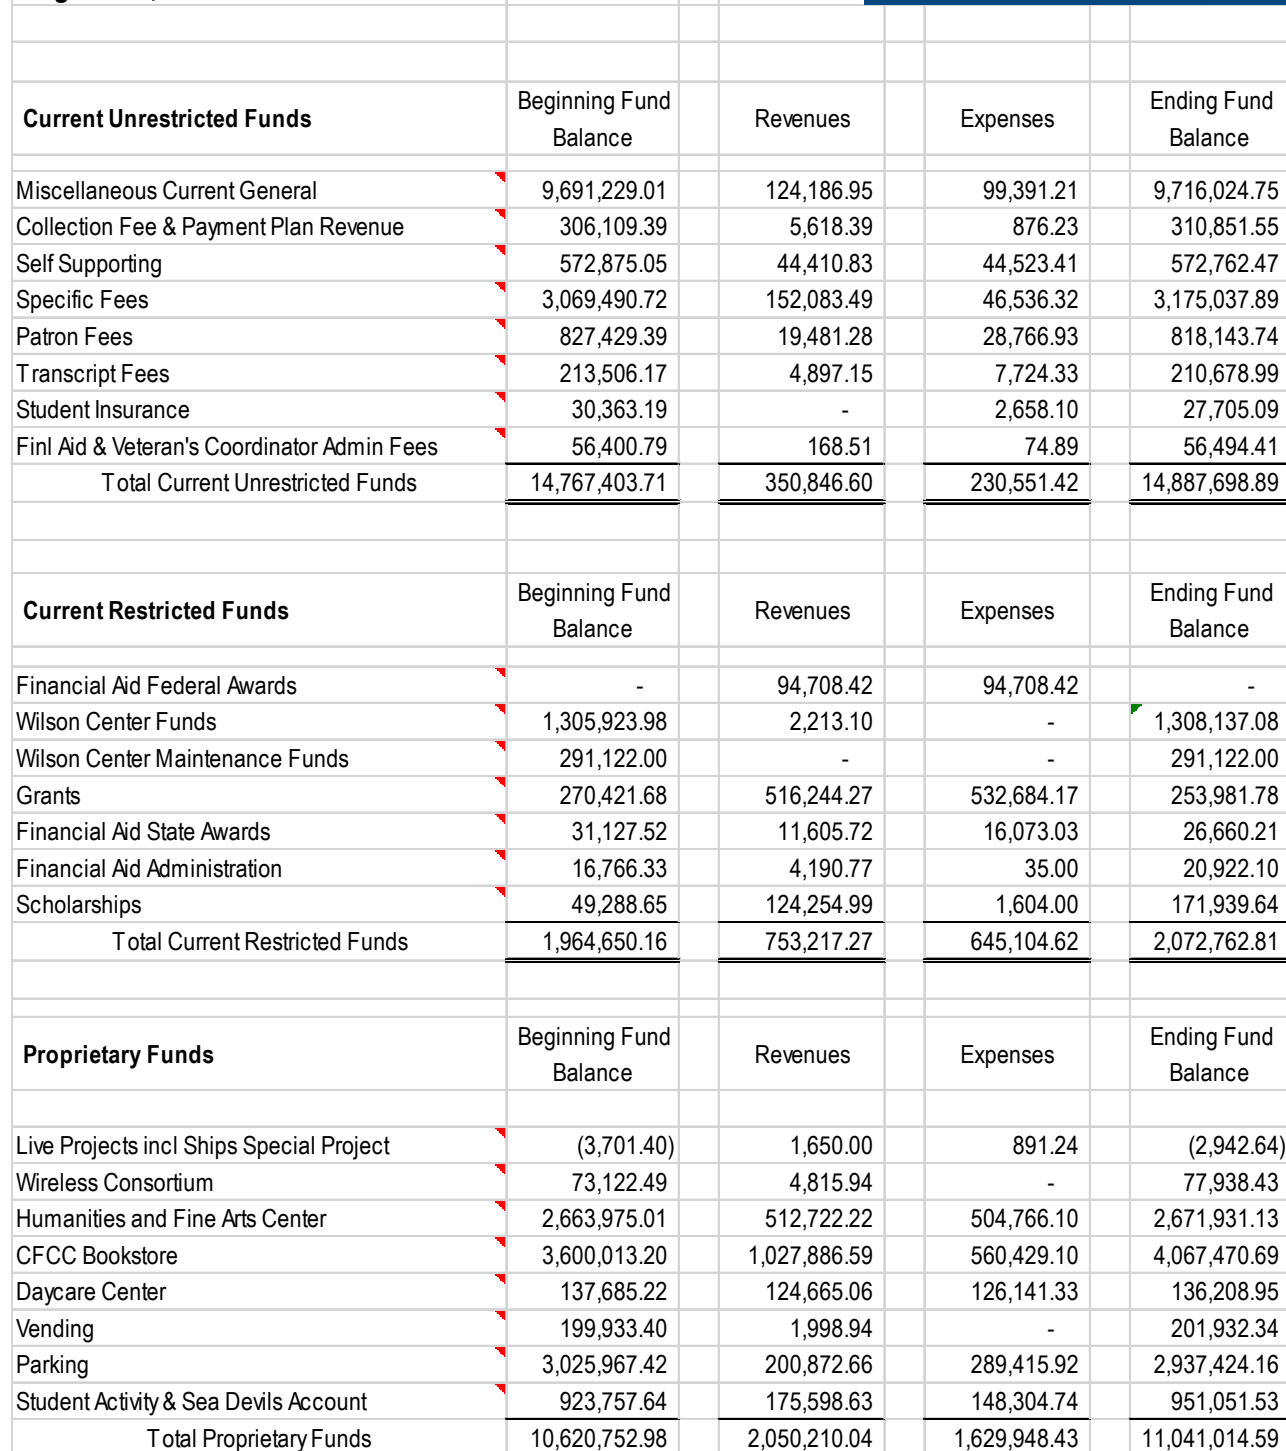 Current Unrestricted Funds Beginning Fund Balance Revenues Expenses Ending Fund Balance
Miscellaneous Current General 9,691,229.01 124,186.95 99,391.21 9,716,024.75
Collection Fee & Payment Plan Revenue 306,109.39 5,618.39 876.23 310,851.55
Self Supporting 572,875.05 44,410.83 44,523.41 572,762.47
Specific Fees 3,069,490.72 152,083.49 46,536.32 3,175,037.89
Patron Fees 827,429.39 19,481.28 28,766.93 818,143.74
Transcript Fees 213,506.17 4,897.15 7,724.33 210,678.99
Student Insurance 30,363.19 - 2,658.10 27,705.09
Finl Aid & Veteran's Coordinator Admin Fees 56,400.79 168.51 74.89 56,494.41
Total Current Unrestricted Funds 14,767,403.71 350,846.60 230,551.42 14,887,698.89
Current Restricted Funds Beginning Fund Balance Revenues Expenses Ending Fund Balance
Financial Aid Federal Awards - 94,708.42 94,708.42 -
Wilson Center Funds 1,305,923.98 2,213.10 - 1,308,137.08
Wilson Center Maintenance Funds 291,122.00 - - 291,122.00
Grants 270,421.68 516,244.27 532,684.17 253,981.78
Financial Aid State Awards 31,127.52 11,605.72 16,073.03 26,660.21
Financial Aid Administration 16,766.33 4,190.77 35.00 20,922.10
Scholarships 49,288.65 124,254.99 1,604.00 171,939.64
Total Current Restricted Funds 1,964,650.16 753,217.27 645,104.62 2,072,762.81
Proprietary Funds Beginning Fund Balance Revenues Expenses Ending Fund Balance
Live Projects incl Ships Special Project (3,701.40) 1,650.00 891.24 (2,942.64)
Wireless Consortium 73,122.49 4,815.94 - 77,938.43
Humanities and Fine Arts Center 2,663,975.01 512,722.22 504,766.10 2,671,931.13
CFCC Bookstore 3,600,013.20 1,027,886.59 560,429.10 4,067,470.69
Daycare Center 137,685.22 124,665.06 126,141.33 136,208.95
Vending 199,933.40 1,998.94 - 201,932.34
Parking 3,025,967.42 200,872.66 289,415.92 2,937,424.16
Student Activity & Sea Devils Account 923,757.64 175,598.63 148,304.74 951,051.53
Total Proprietary Funds 10,620,752.98 2,050,210.04 1,629,948.43 11,041,014.59